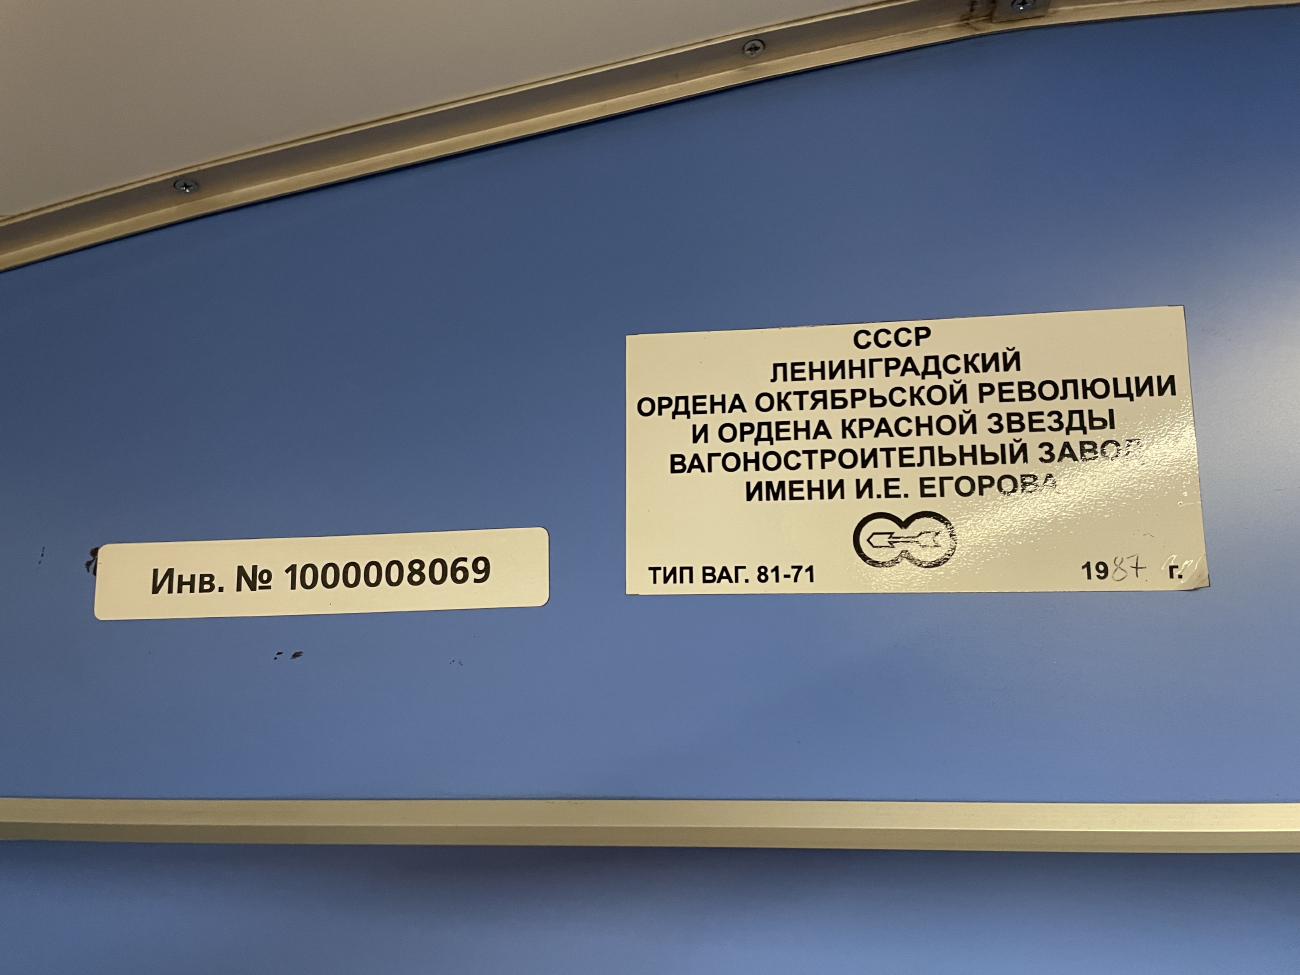 СССР
ЛЕНИНГРАДСКИЙ
ОРДЕНА ОКТЯБРЬСКОЙ РЕВОЛЮЦИИ
И ОРДЕНА КРАСНОЙ ЗВЕЗДЫ
ВАГОНОСТРОИТЕЛЬНЫЙ ЗАВОД
ИМЕНИ И.Е. ЕГОРОВА
ТИП ВАГ. 81-71 1987 г.
Инв. № 1000008069